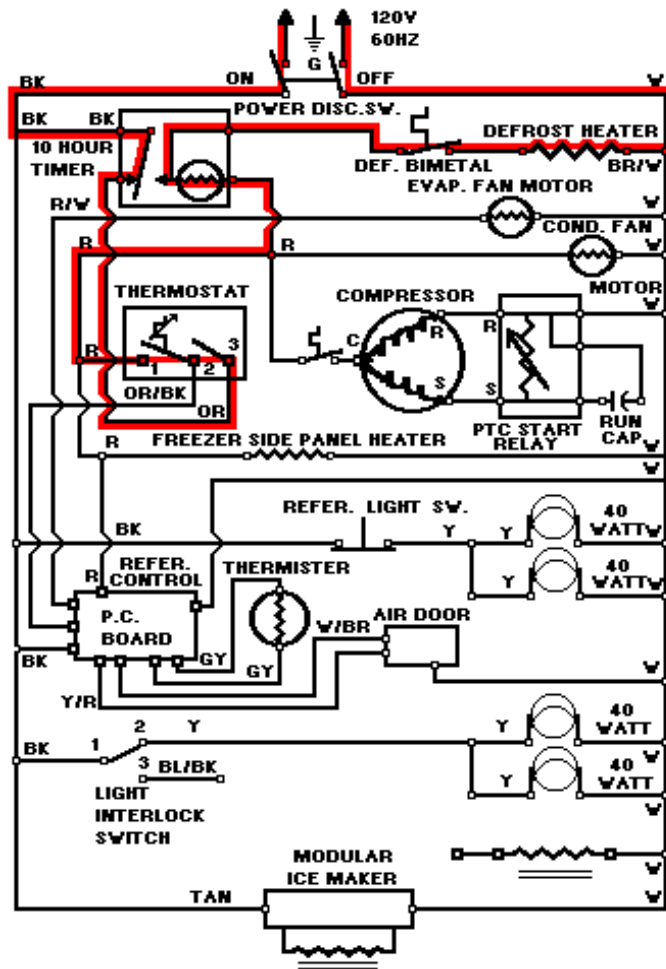 120V
60HZ
G
BK
ON
OFF
W
POWER DISC.SW.
BK
BK
10 HOUR
TIMER
DEFROST HEATER
DEF. BIMETAL
BR/W
W
EVAP. FAN MOTOR
R/W
COND. FAN
W
R
R
MOTOR
W
THERMOSTAT
COMPRESSOR
W
3
R
R
R
C
1
2
OR/BK
S
S
OR
PTC START
RELAY
RUN
CAP
R
FREEZER SIDE PANEL HEATER
W
REFER. LIGHT SW.
40
WATT
W
BK
Y
Y
REFER.
CONTROL
THERMISTER
40
WATT
W
R
Y
P.C.
BOARD
W/BR
AIR DOOR
BK
GY
GY
W
Y/R
2
Y
Y
40
WATT
W
BK
1
3
BL/BK
Y
40
WATT
W
LIGHT
INTERLOCK
SWITCH
W
MODULAR
ICE MAKER
W
TAN
W